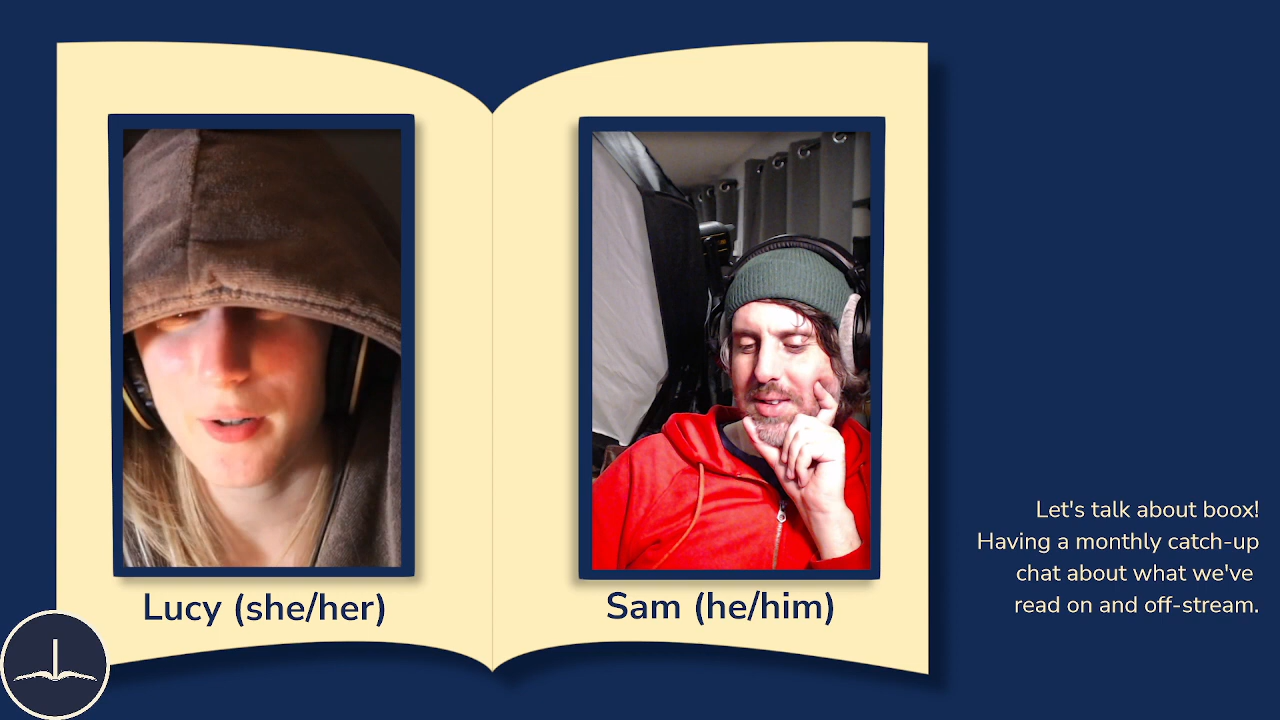 Lucy (she/her)
Sam (he/him)
Let's talk about boox!
Having a monthly catch-up
chat about what we've
read on and off-stream.